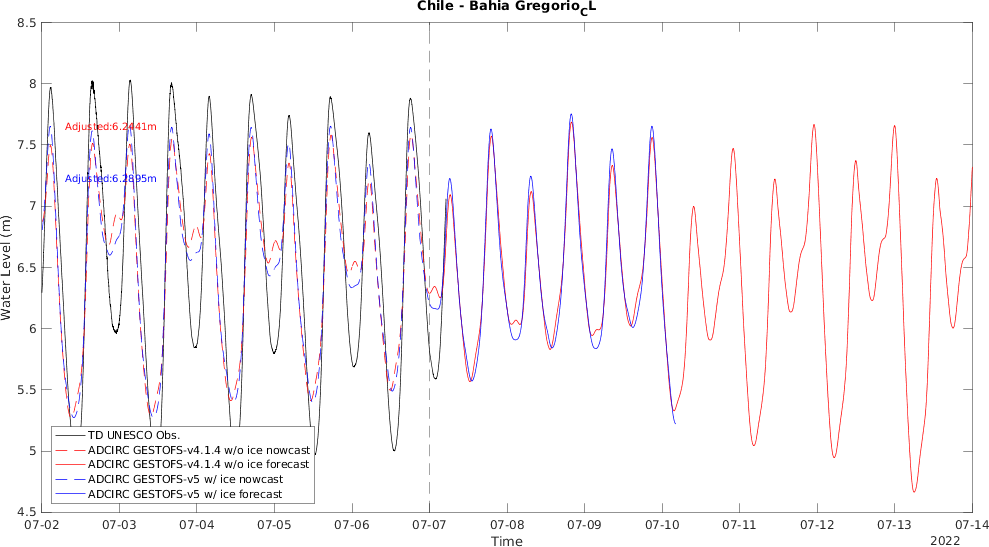 Chile - Bahia Gregorio_CL
8.5
8
7.5
7
6.5
6
5.5
5
4.5
Water Level (m)
Adjusted:6.2441m
Adjusted:6.2895m
TD UNESCO Obs.
ADCIRC GESTOFS-v4.1.4 w/o ice nowcast
ADCIRC GESTOFS-v4.1.4 w/o ice forecast
ADCIRC GESTOFS-v5 w/ ice nowcast
ADCIRC GESTOFS-v5 w/ ice forecast
07-02 07-03 07-04 07-05 07-06 07-07 07-08 07-09 07-10 07-11 07-12 07-13 07-14
Time
2022